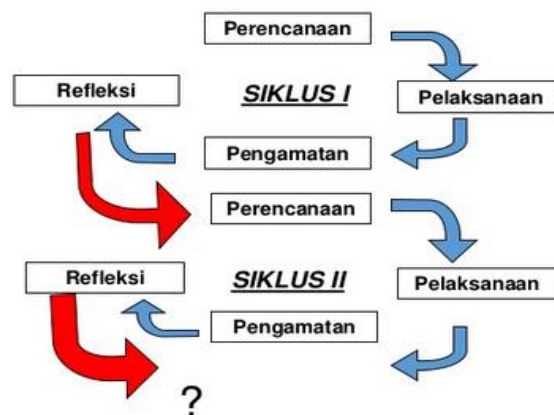 Perencanaan
Refleksi
SIKLUS I
Pelaksanaan
Pengamatan
Perencanaan
Refleksi
SIKLUS II
Pelaksanaan
Pengamatan
?